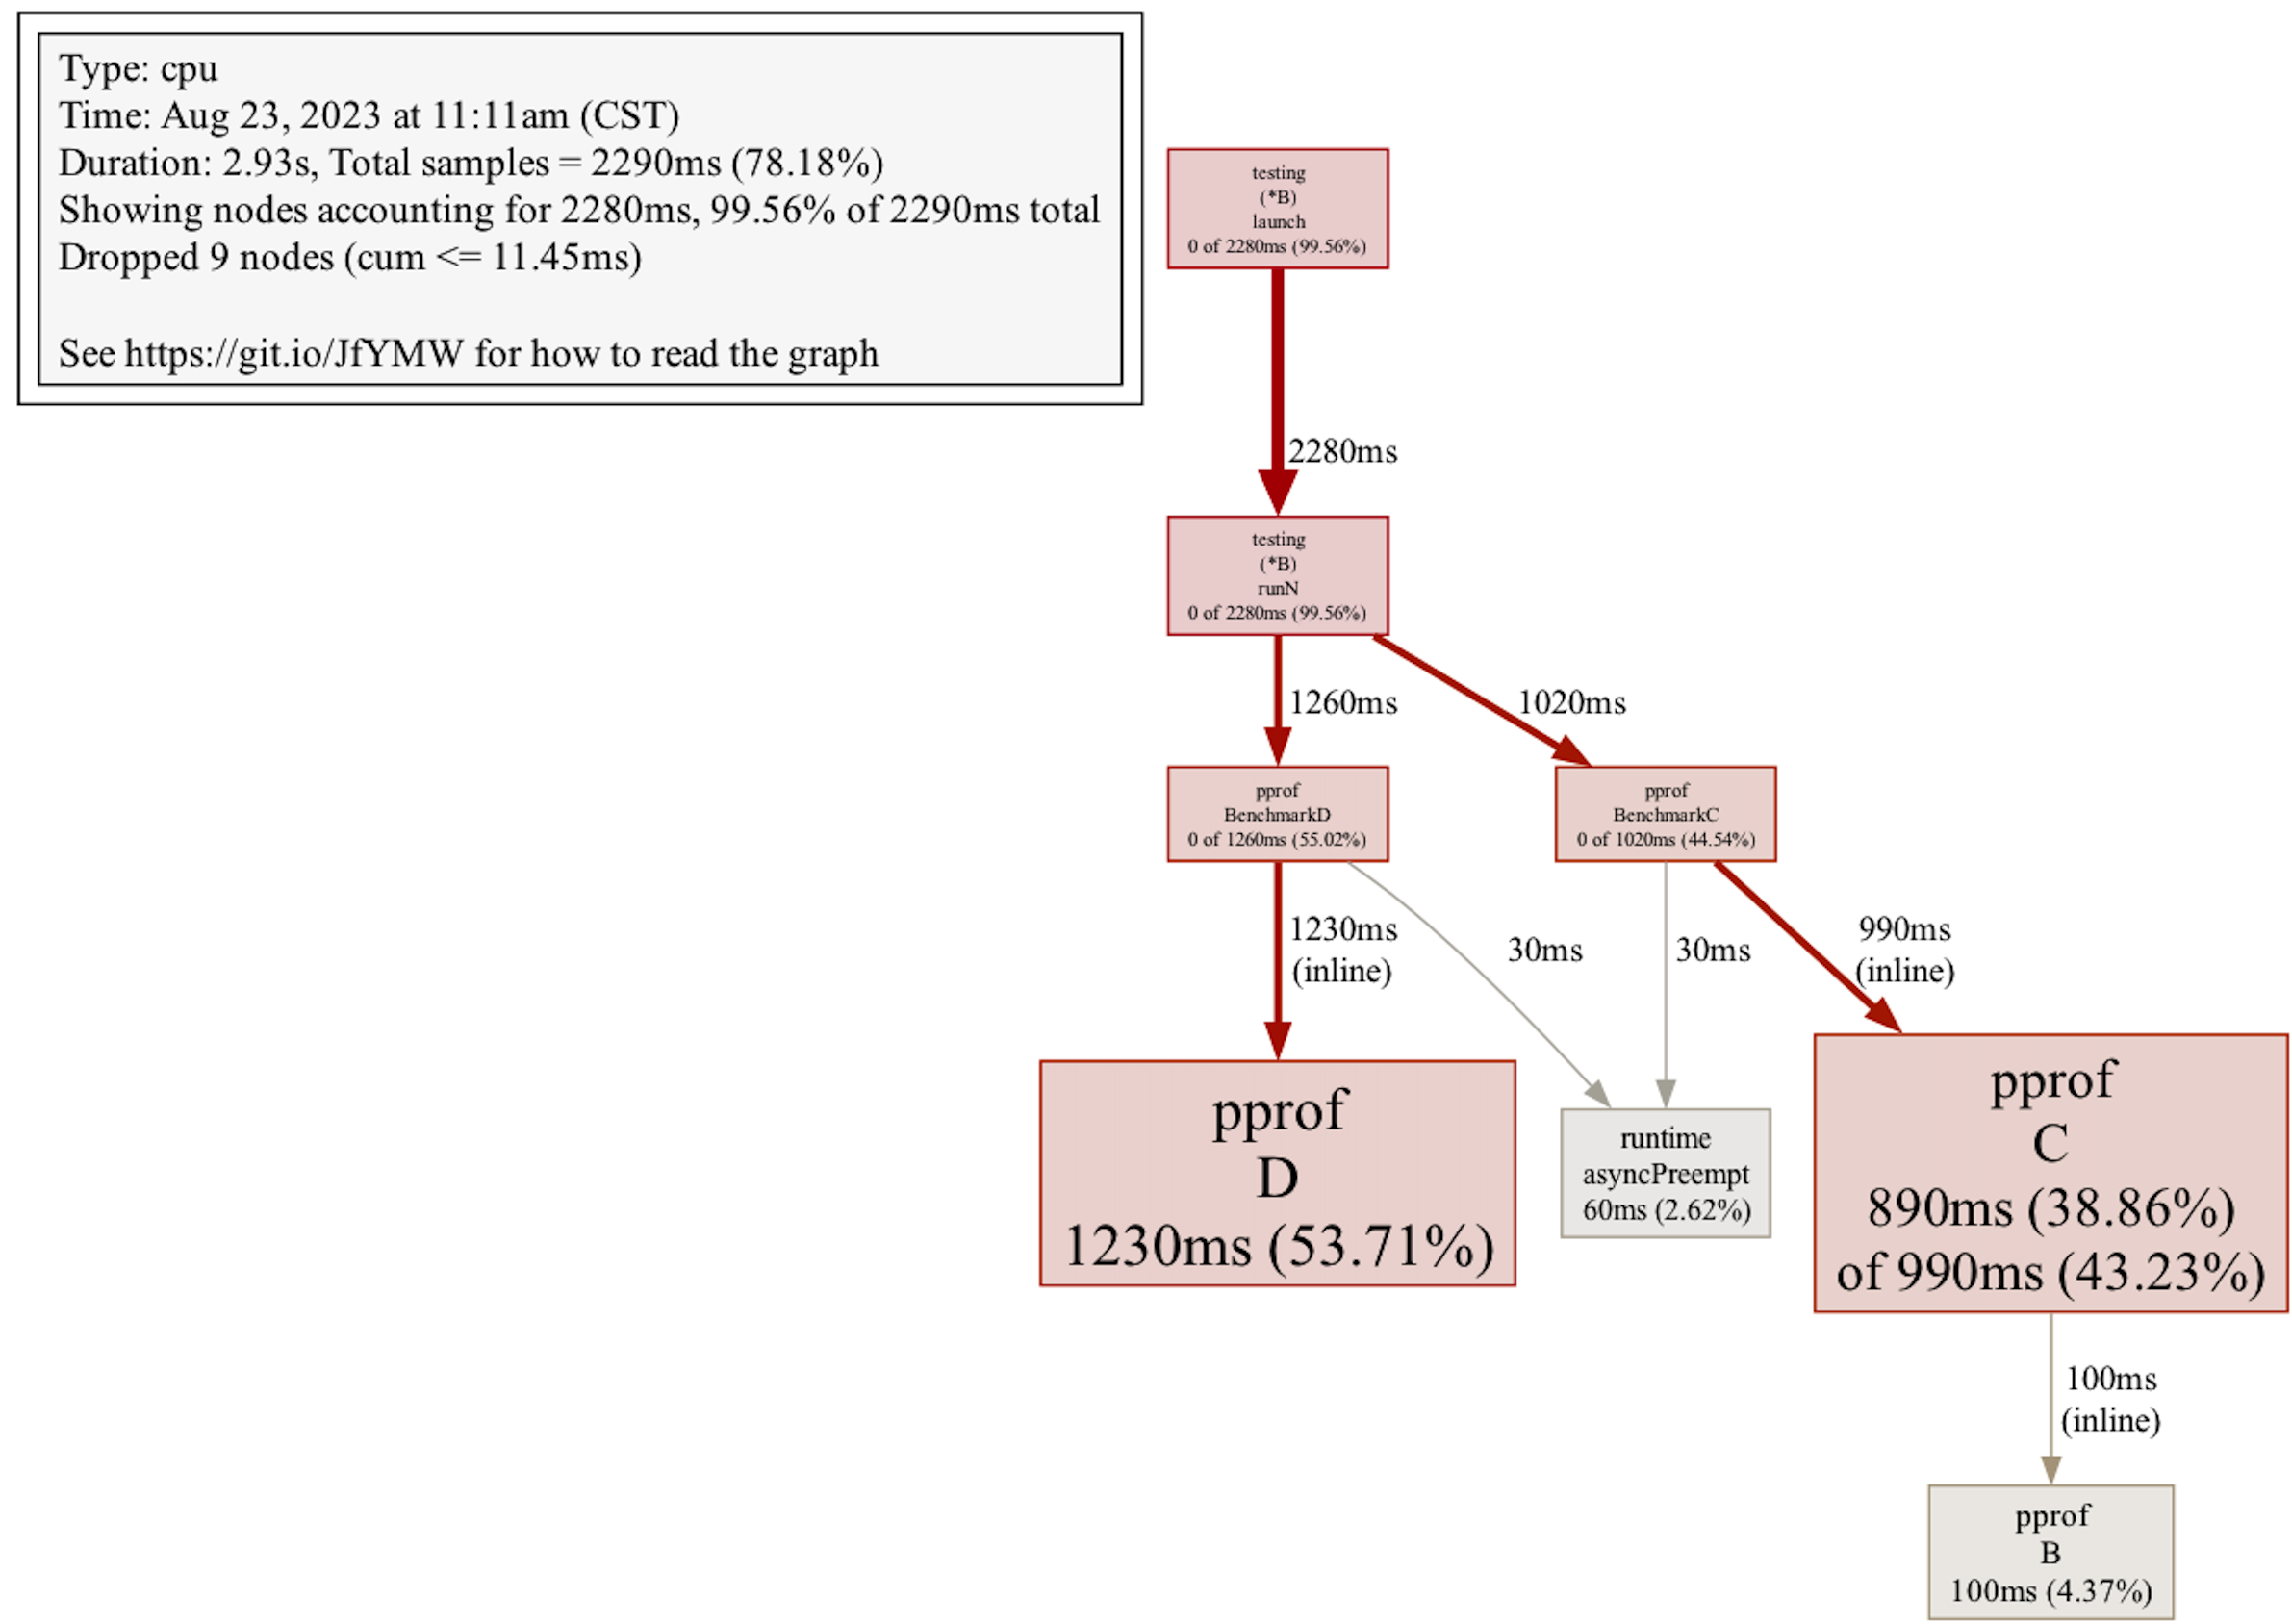 Type: cpu
Time: Aug 23, 2023 at 11:11am (CST)
Duration: 2.93s, Total samples = 2290ms (78.18%)
Showing nodes accounting for 2280ms, 99.56% of 2290ms total
Dropped 9 nodes (cum <= 11.45ms)
See https://git.io/JfYMW for how to read the graph
testing
(*B)
launch
0 of 2280ms (99.56%)
2280ms
testing
(*B)
runN
0 of 2280ms (99.56%)
1260ms
1020ms
pprof
BenchmarkD
0 of 1260ms (55.02%)
pprof
BenchmarkC
0 of 1020ms (44.54%)
1230ms
(inline)
30ms
30ms
990ms
(inline)
pprof
D
1230ms (53.71%)
runtime
asyncPreempt
60ms (2.62%)
pprof
C
890ms (38.86%)
of 990ms (43.23%)
100ms
(inline)
pprof
B
100ms (4.37%)